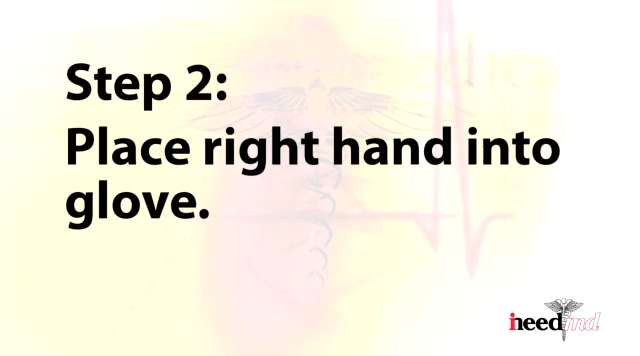 Step 2:
Place right hand into
glove.
ineedmd